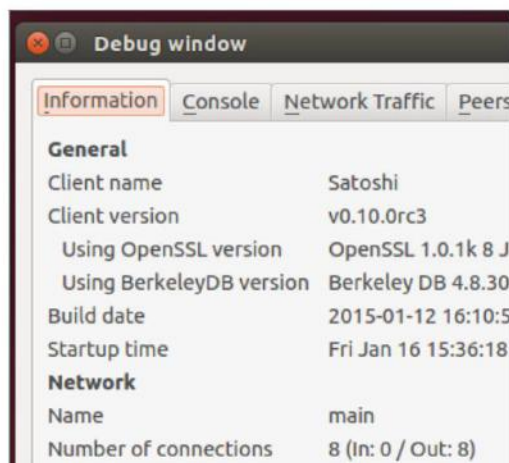 Debug window
Information Console Network Traffic Peers
General
Client name Satoshi
Client version v0.10.0rc3
Using OpenSSL version OpenSSL 1.0.1k 8 J
Using BerkeleyDB version Berkeley DB 4.8.30
Build date 2015-01-12 16:10:5
Startup time Fri Jan 16 15:36:18
Network
Name main
Number of connections 8 (In: 0 / Out: 8)